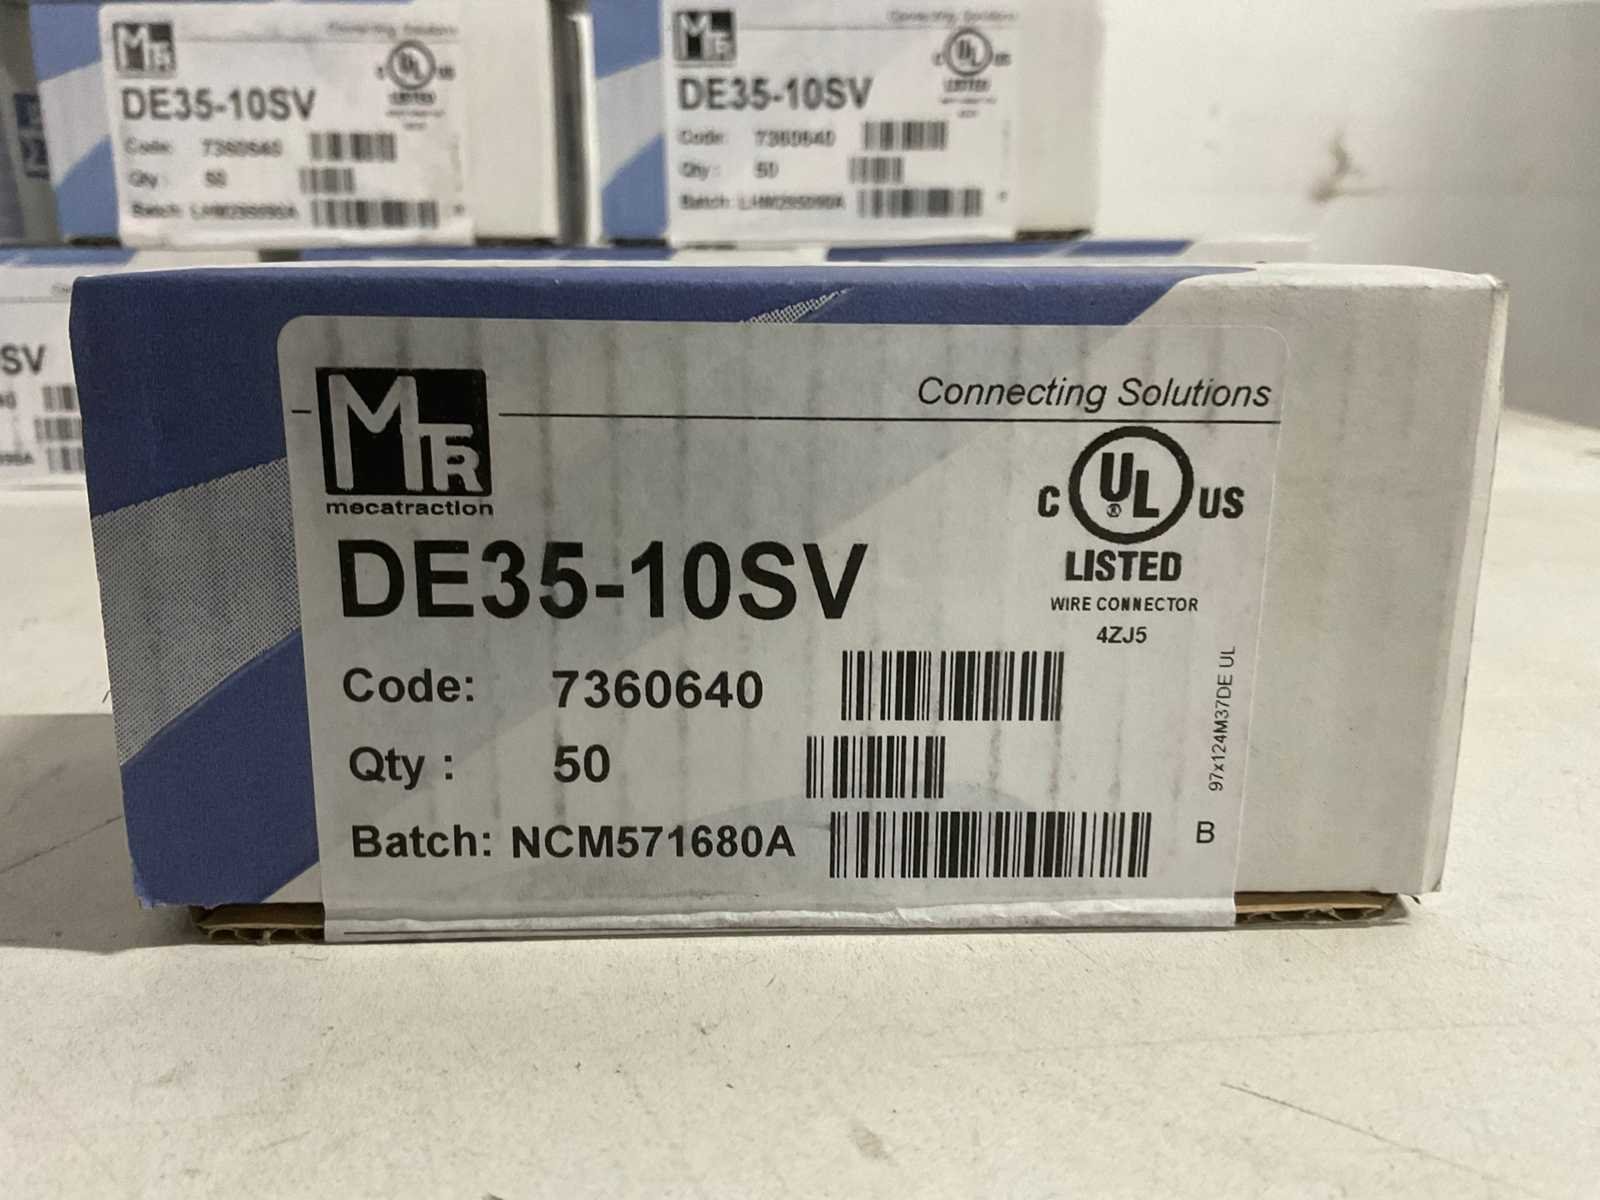 DE35-10SV
Code: 7360640
Qty : 50
DE35-10SV
Code: 7360640
Qty : 50
SV
Connecting Solutions
MTR
mecatraction
C UL ® US
LISTED
WIRE CONNECTOR
4ZJ5
DE35-10SV
Code: 7360640
Qty : 50
Batch: NCM571680A
B
97x124M37DE UL